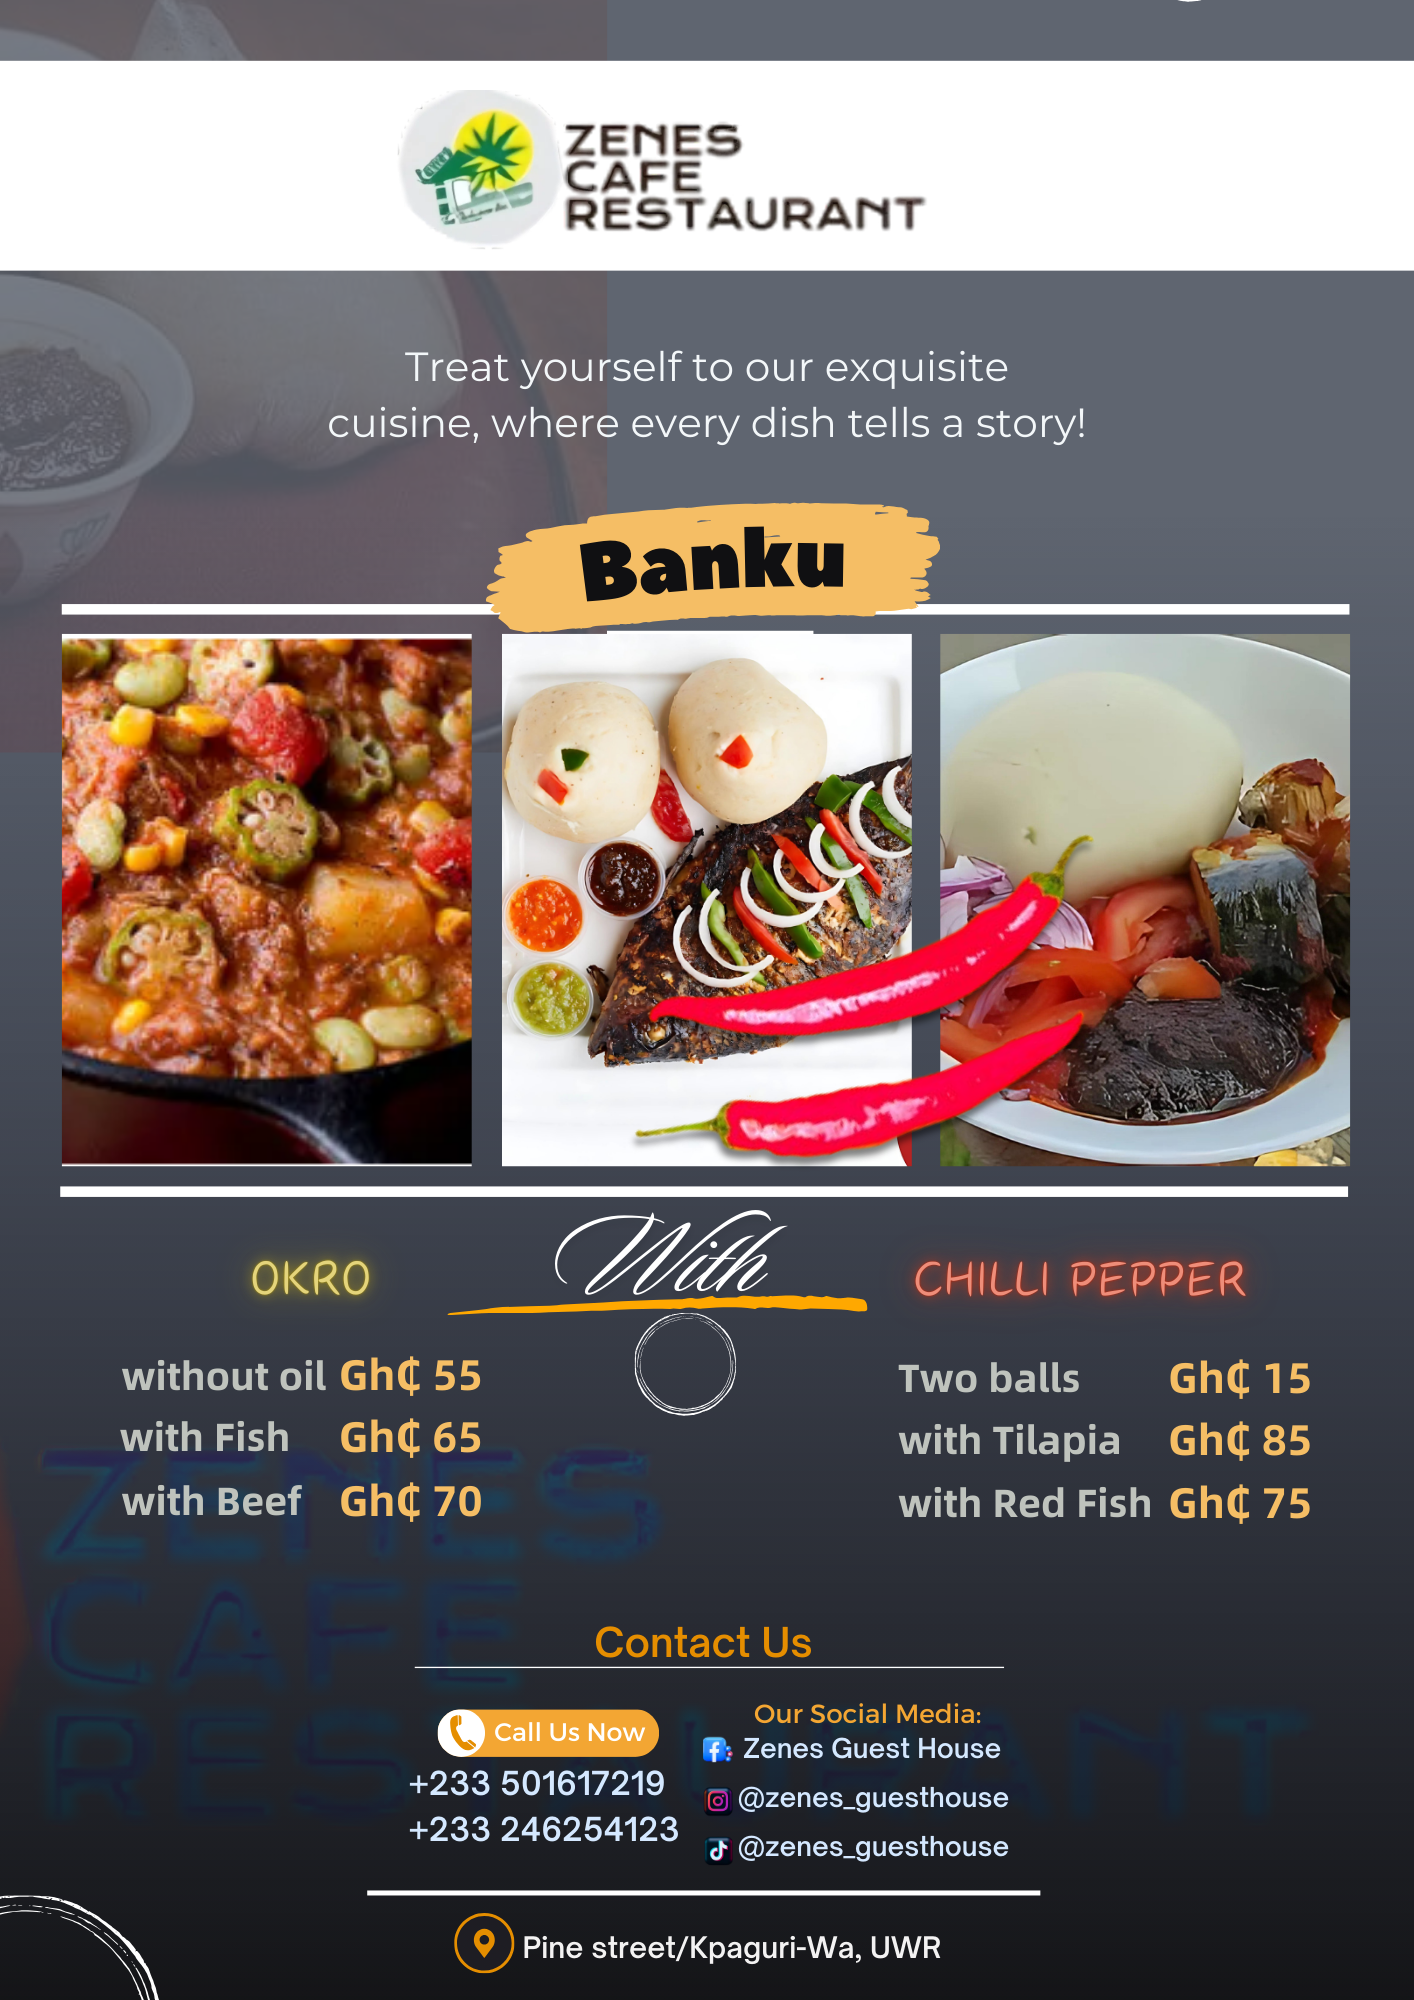 ZENES
CAFE
RESTAURANT
Treat yourself to our exquisite
cuisine, where every dish tells a story!
Banku
With
OKRO
without oil Gh₵ 55
with Fish Gh₵ 65
with Beef Gh₵ 70
CHILLI PEPPER
Two balls Gh₵ 15
with Tilapia Gh₵ 85
with Red Fish Gh₵ 75
ZENES
CAFE
RESTAURANT
Contact Us
Call Us Now
+233 501617219
+233 246254123
Our Social Media:
Zenes Guest House
@zenes_guesthouse
@zenes_guesthouse
Pine street/Kpaguri-Wa, UWR